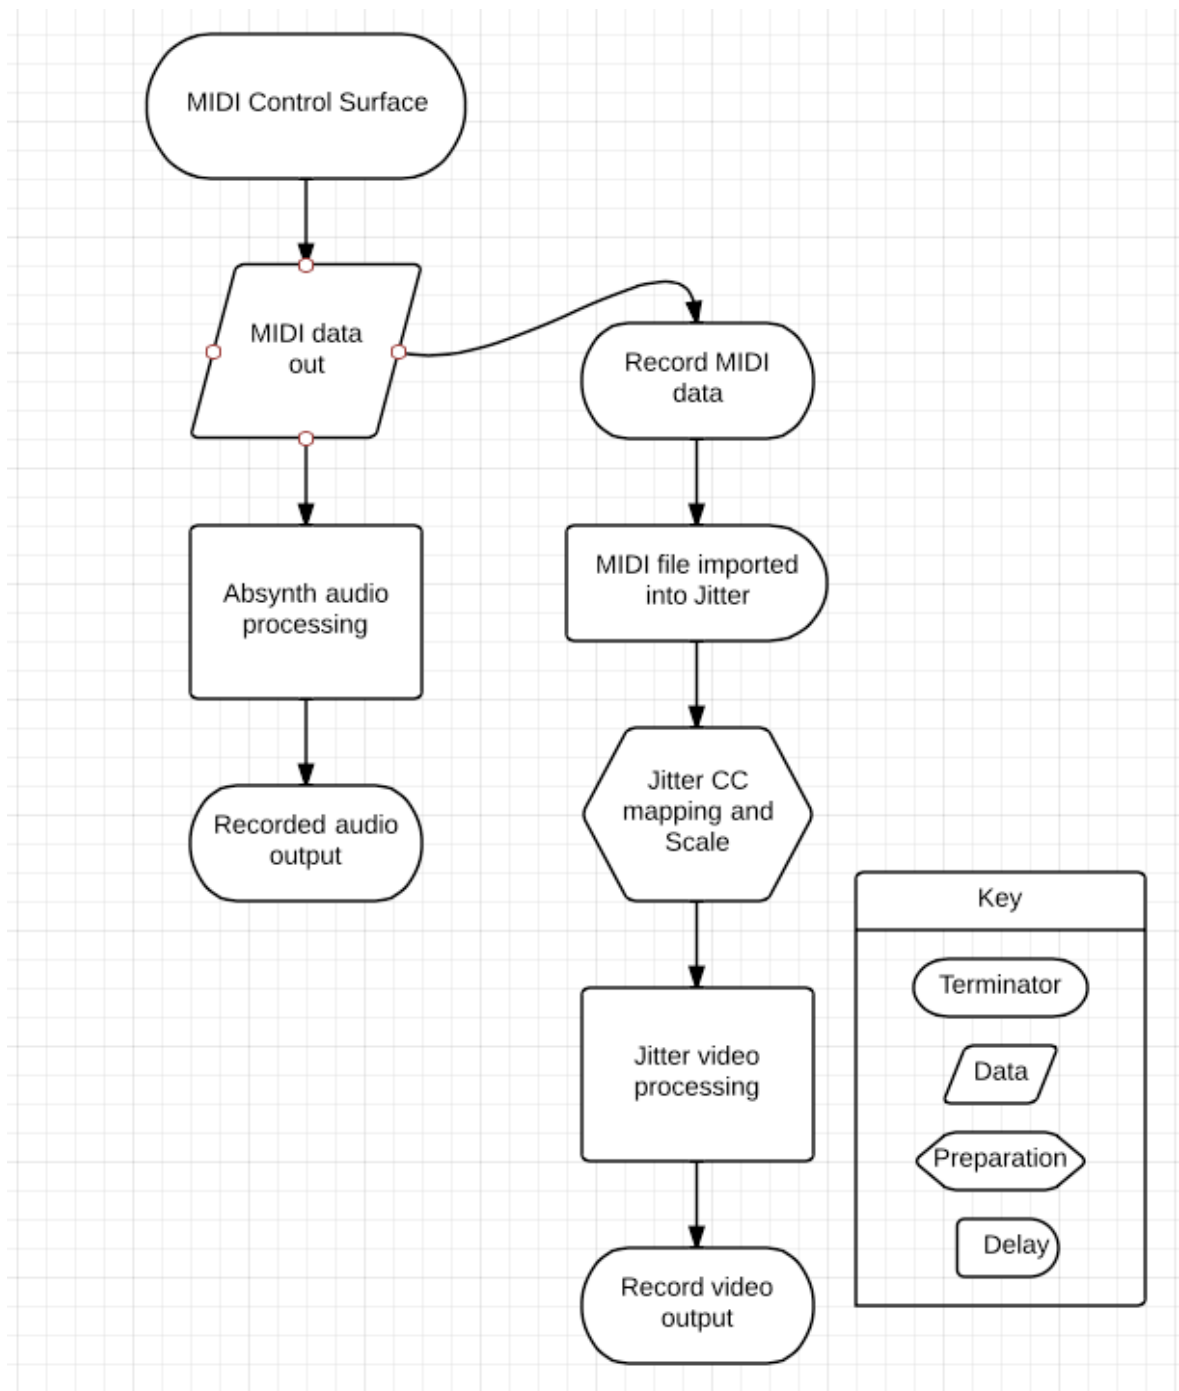 MIDI Control Surface
MIDI data
out
Record MIDI
data
Absynth audio
processing
MIDI file imported
into Jitter
Recorded audio
output
Jitter CC
mapping and
Scale
Jitter video
processing
Record video
output
Key
Terminator
Data
Preparation
Delay